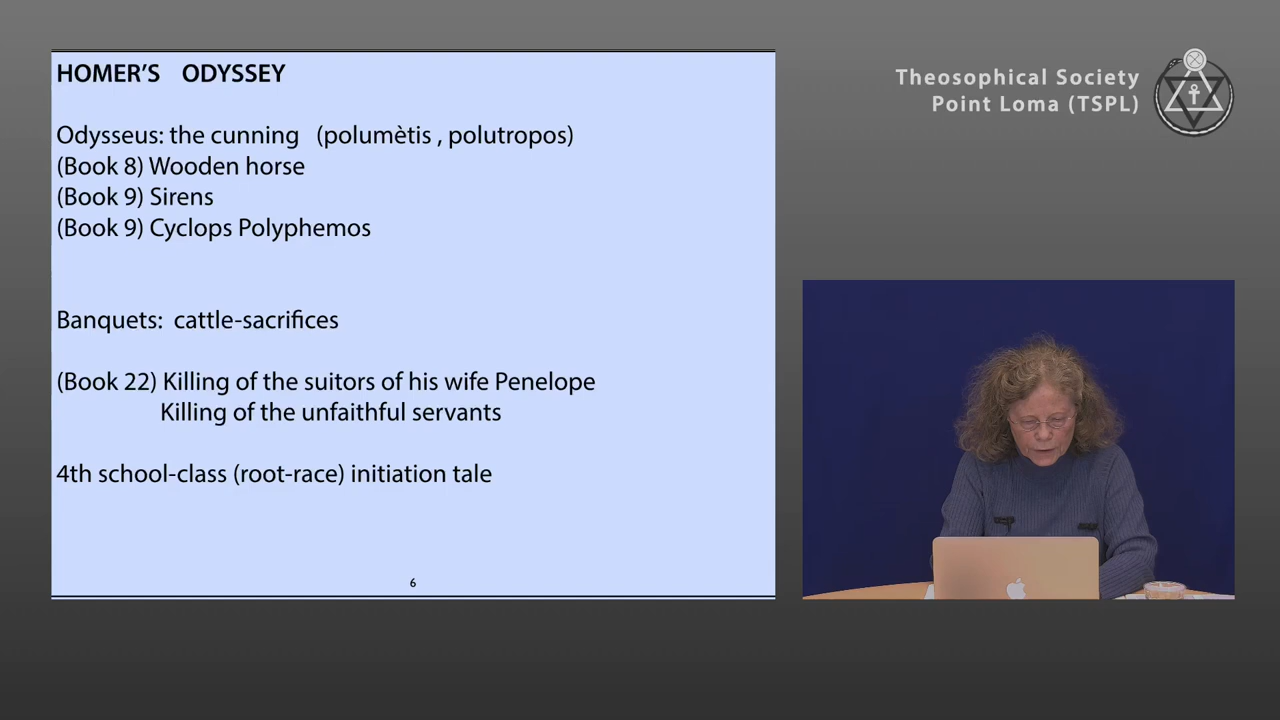 HOMER'S ODYSSEY
Odysseus: the cunning (polumètis , polutropos)
(Book 8) Wooden horse
(Book 9) Sirens
(Book 9) Cyclops Polyphemos
Banquets: cattle-sacrifices
(Book 22) Killing of the suitors of his wife Penelope
Killing of the unfaithful servants
4th school-class (root-race) initiation tale
6
Theosophical Society
Point Loma (TSPL)